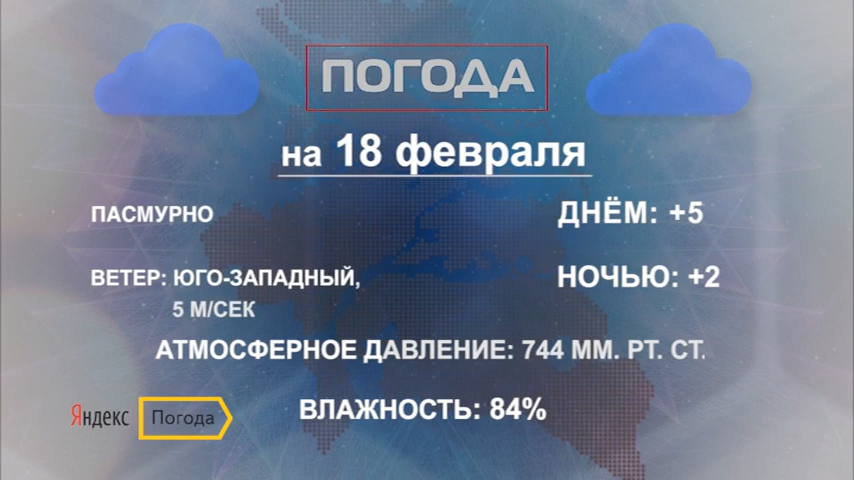 ПОГОДА
на 18 февраля
ПАСМУРНО
ДНЁМ: +5
ВЕТЕР: ЮГО-ЗАПАДНЫЙ,
5 М/СЕК
НОЧЬЮ: +2
АТМОСФЕРНОЕ ДАВЛЕНИЕ: 744 ММ. РТ. СТ.
ВЛАЖНОСТЬ: 84%
Яндекс Погода